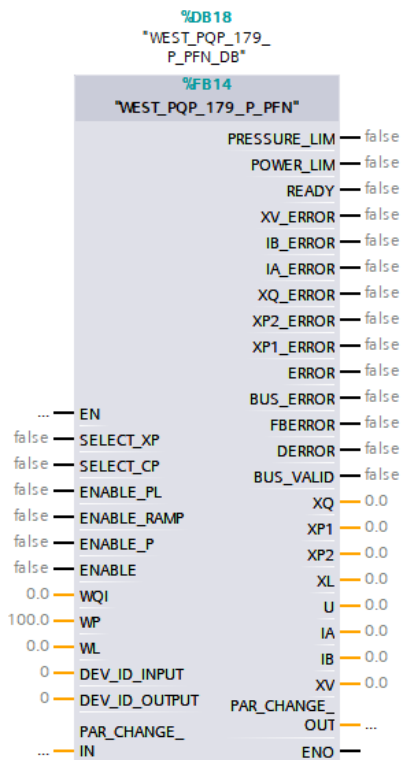 %DB18
"WEST_PQP_179_
P_PFN_DB"
%FB14
"WEST_PQP_179_P_PFN"
PRESSURE_LIM false
POWER_LIM false
READY false
XV_ERROR false
IB_ERROR false
IA_ERROR false
XQ_ERROR false
XP2_ERROR false
XP1_ERROR false
ERROR false
BUS_ERROR false
... EN
FBERROR false
false SELECT_XP
DERROR false
false SELECT_CP
BUS_VALID false
false ENABLE_PL
XQ 0.0
false ENABLE_RAMP
XP1 0.0
false ENABLE_P
XP2 0.0
false ENABLE
XL 0.0
0.0 WQI
U 0.0
100.0 WP
IA 0.0
0.0 WL
IB 0.0
0 DEV_ID_INPUT
XV 0.0
0 DEV_ID_OUTPUT
PAR_CHANGE_
OUT ...
PAR_CHANGE_
... IN
ENO